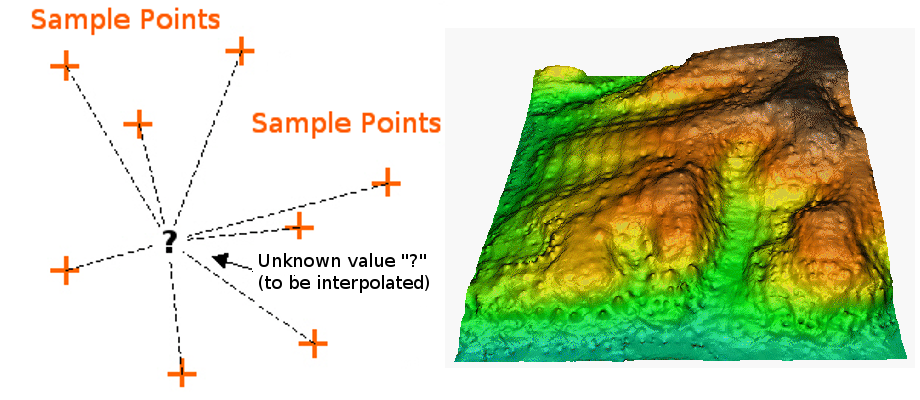 Sample Points
Sample Points
?
Unknown value "?"
(to be interpolated)